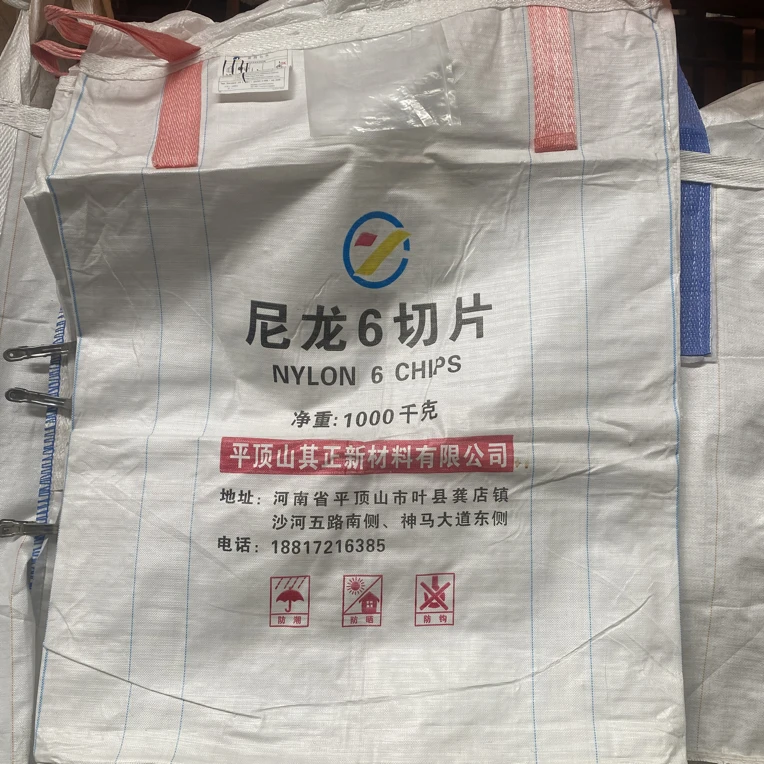 尼龙6切片
NYLON 6 CHIPS
净重:1000千克
平顶山其正新材料有限公司
地址：河南省平顶山市叶县龚店镇
沙河五路南侧、神马大道东侧
电话：18817216385
防潮 防晒 防钩